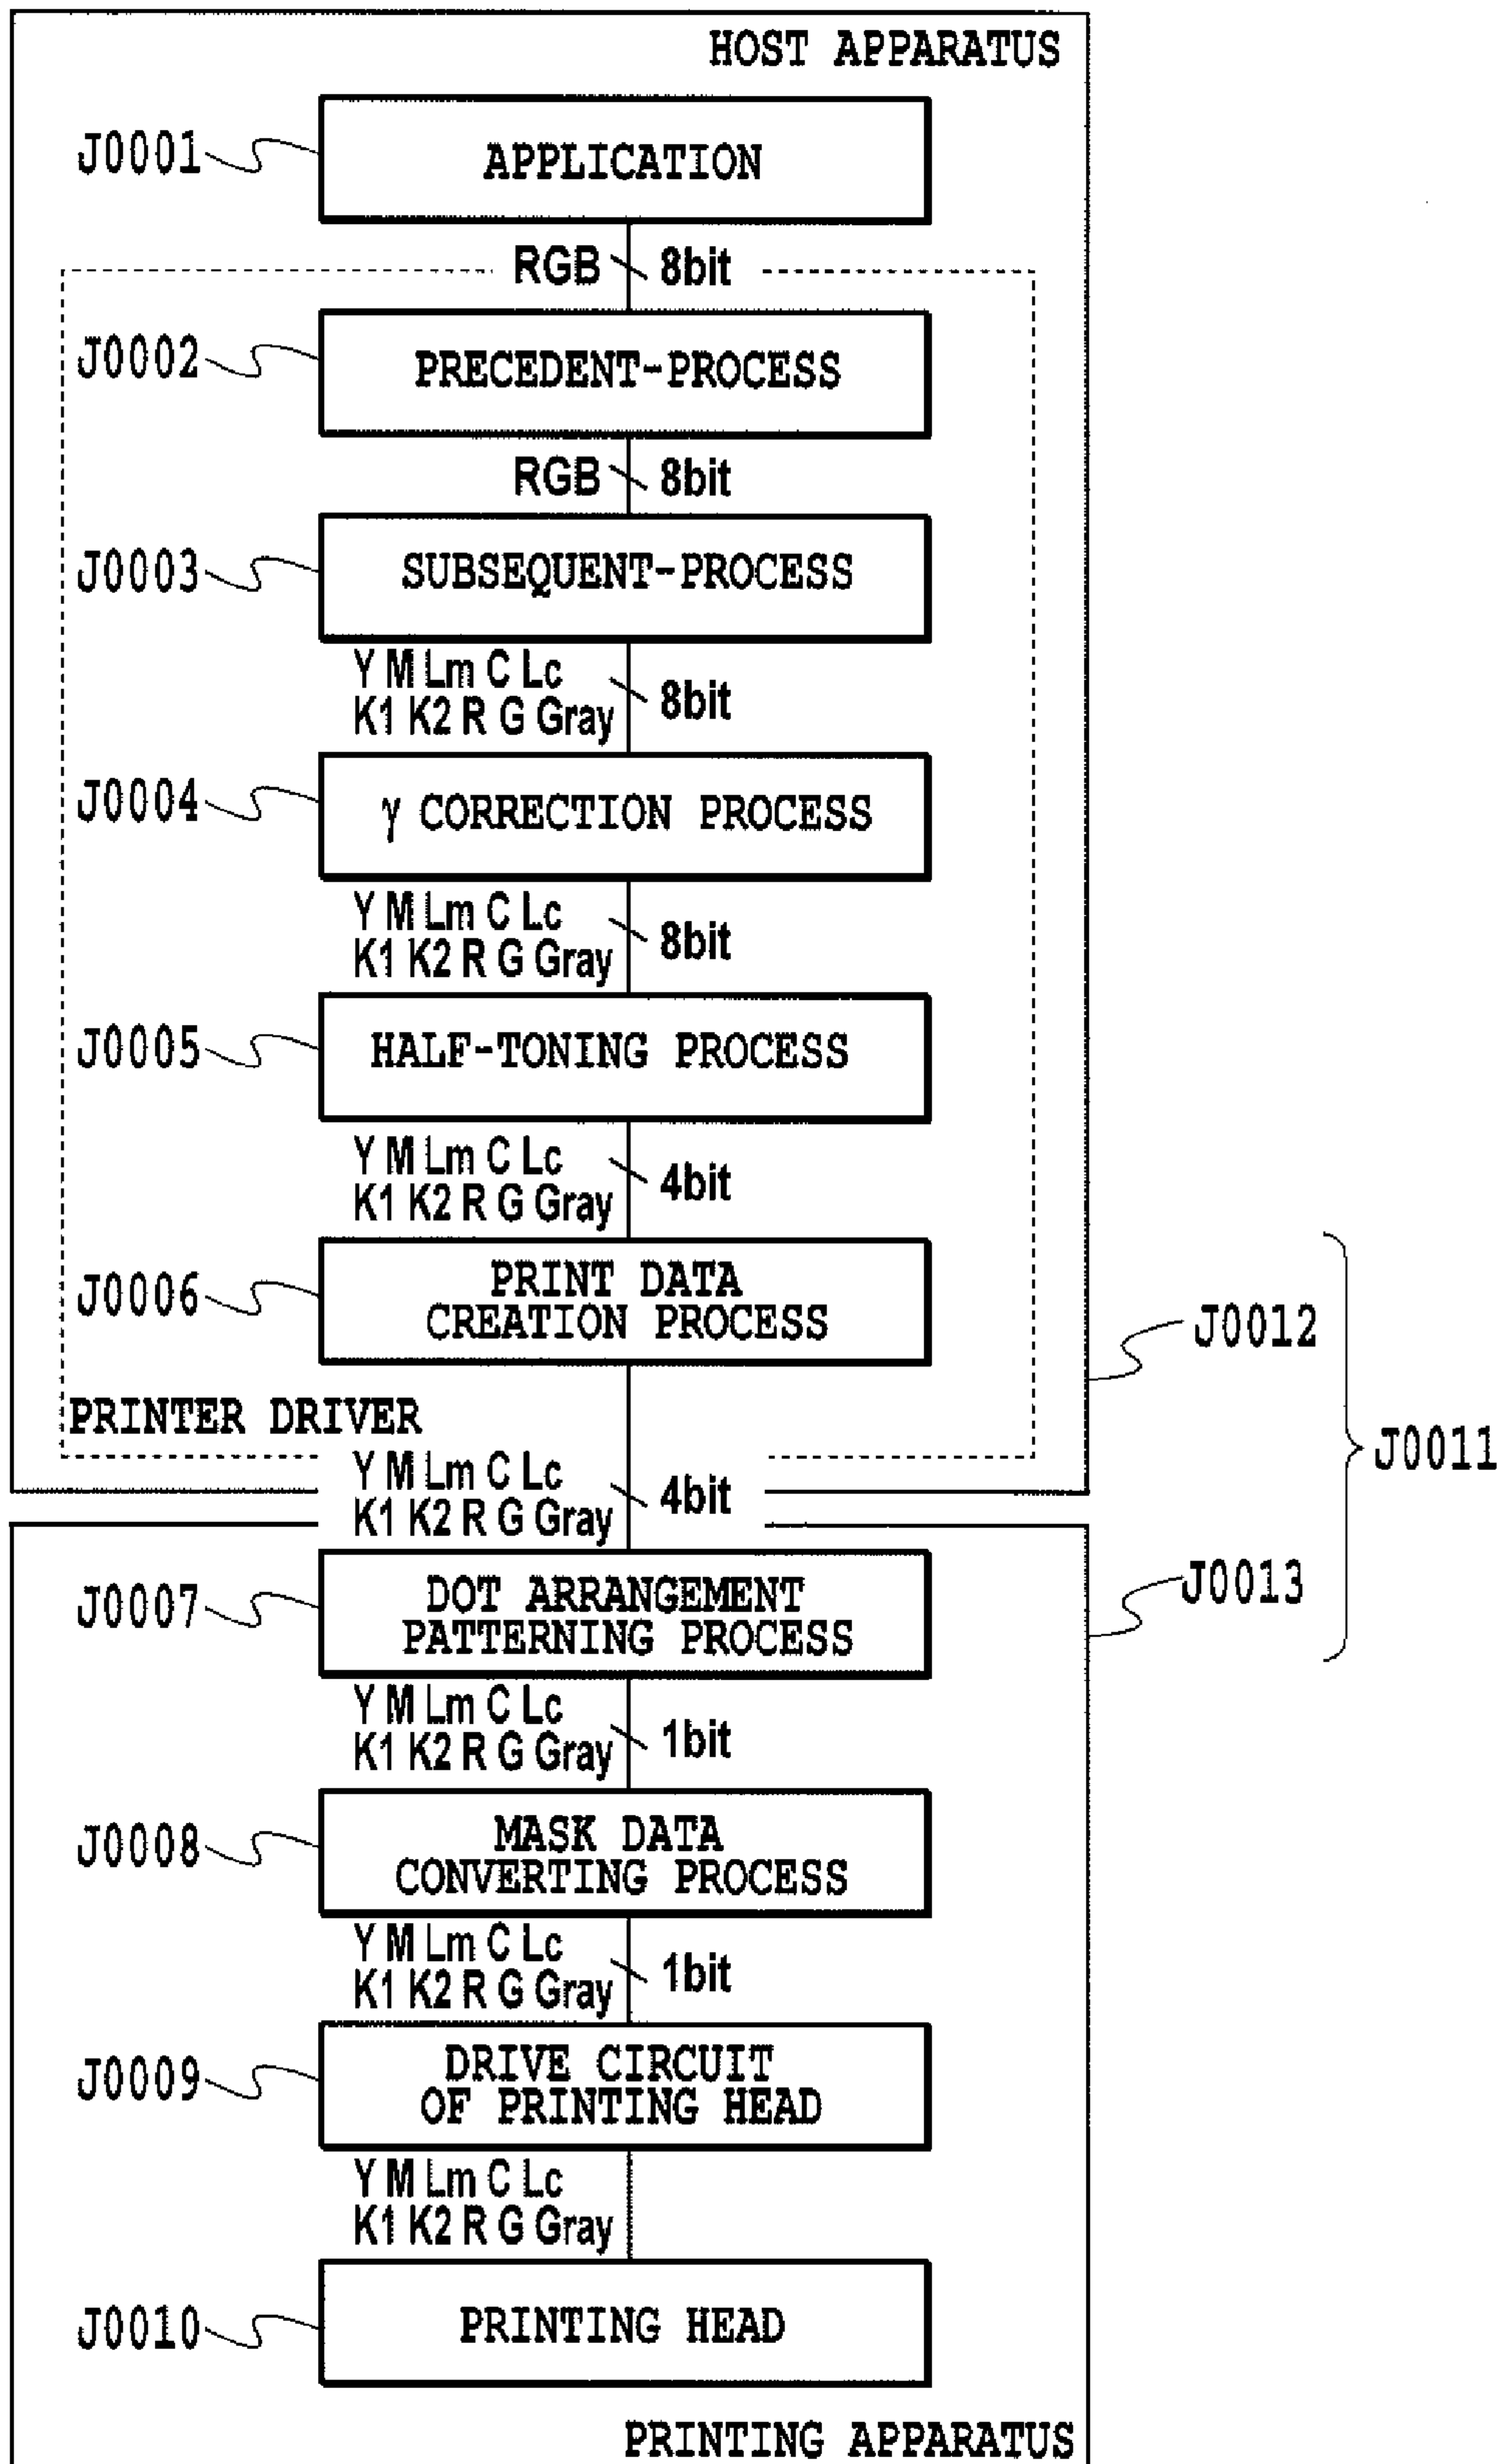 HOST APPARATUS
J0001
APPLICATION
RGB 8bit
J0002
PRECEDENT-PROCESS
RGB 8bit
J0003
SUBSEQUENT-PROCESS
Y M Lm C Lc
K1 K2 R G Gray
8bit
J0004
γ CORRECTION PROCESS
Y M Lm C Lc
K1 K2 R G Gray
8bit
J0005
HALF-TONING PROCESS
Y M Lm C Lc
K1 K2 R G Gray
4bit
J0006
PRINT DATA
CREATION PROCESS
J0012
PRINTER DRIVER
J0011
Y M Lm C Lc
K1 K2 R G Gray
4bit
J0013
J0007
DOT ARRANGEMENT
PATTERNING PROCESS
Y M Lm C Lc
K1 K2 R G Gray
1bit
J0008
MASK DATA
CONVERTING PROCESS
Y M Lm C Lc
K1 K2 R G Gray
1bit
J0009
DRIVE CIRCUIT
OF PRINTING HEAD
Y M Lm C Lc
K1 K2 R G Gray
J0010
PRINTING HEAD
PRINTING APPARATUS